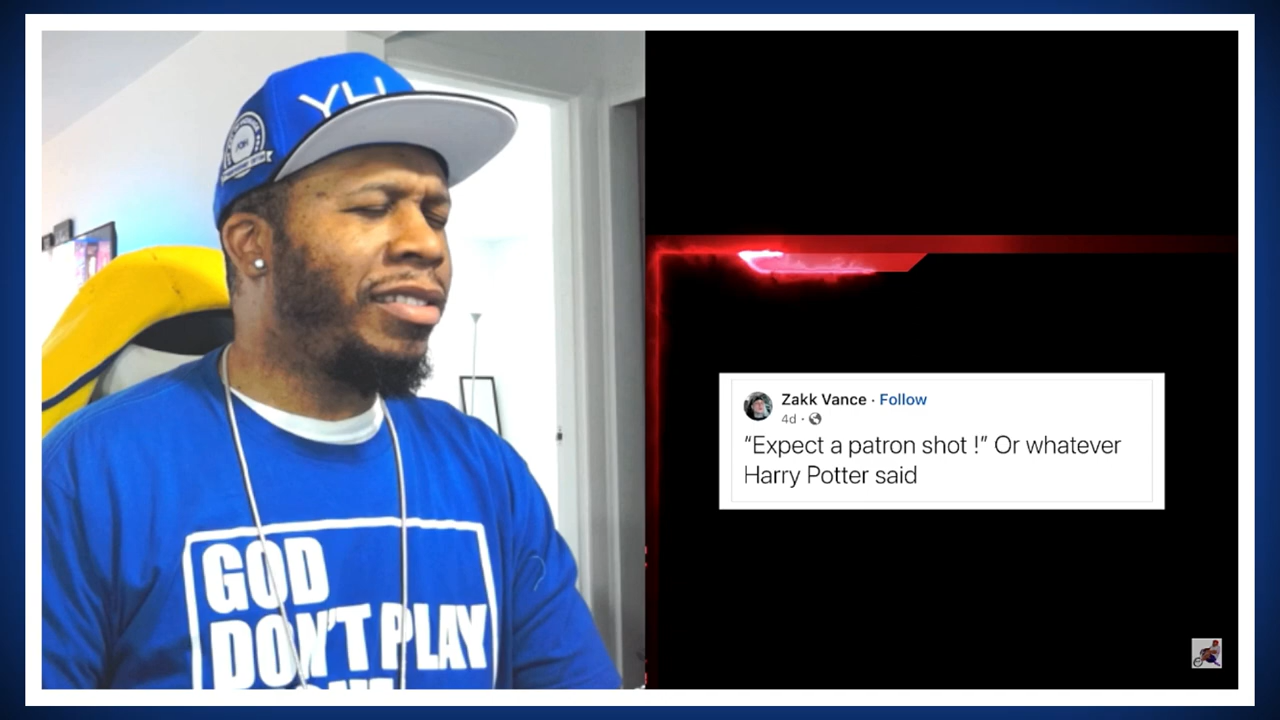 YH
GOD
DON'T PLAY
Zakk Vance · Follow
4d ·
“Expect a patron shot !” Or whatever
Harry Potter said